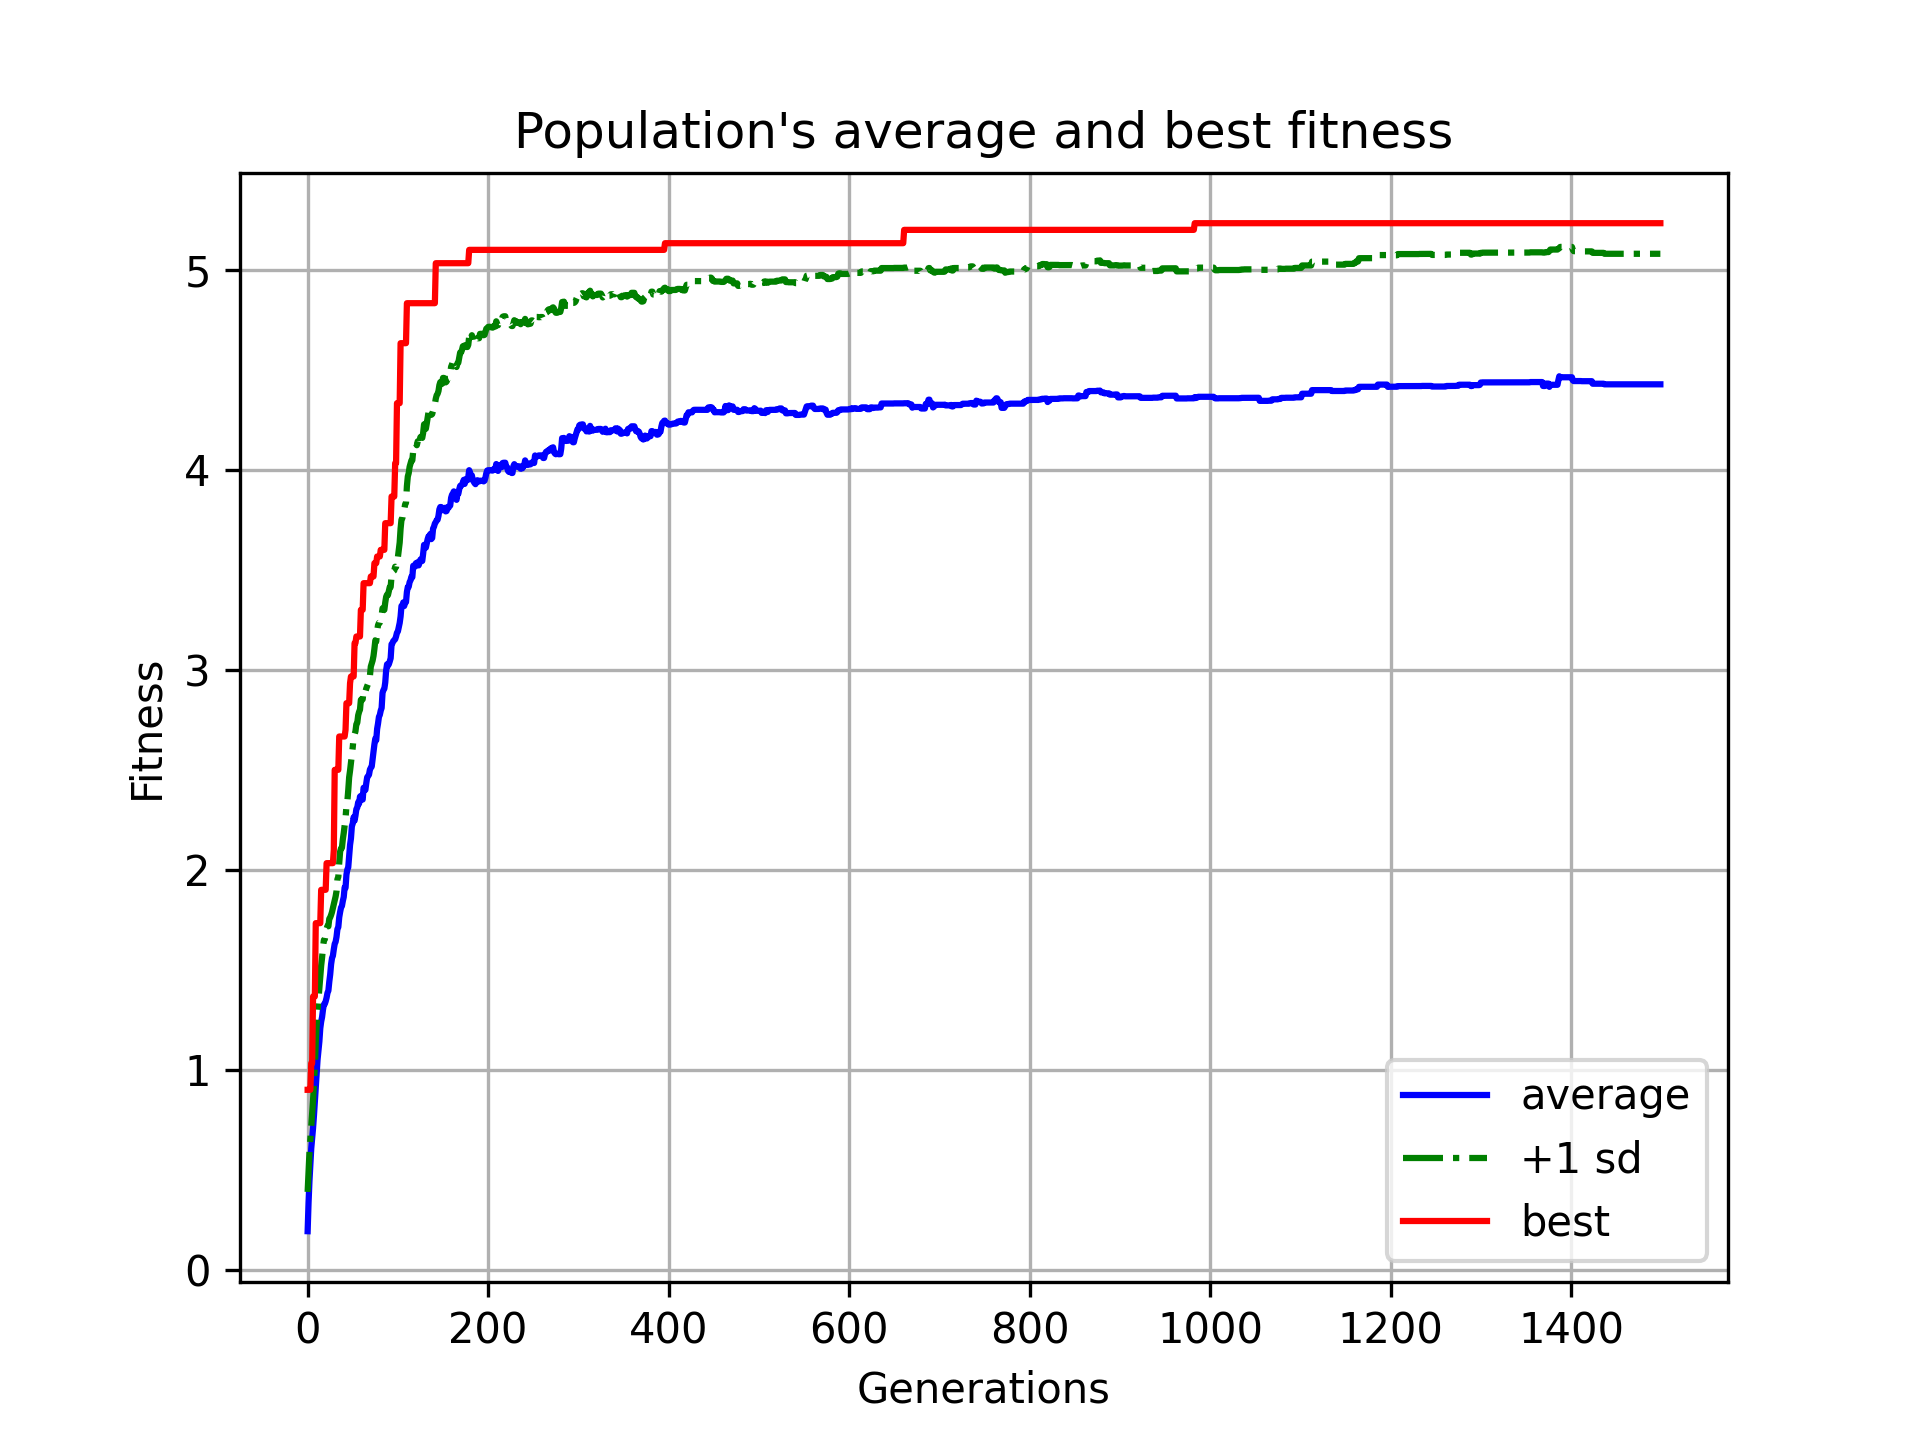 Population's average and best fitness
Fitness
5
4
3
2
1
0
0 200 400 600 800 1000 1200 1400
Generations
average
+1 sd
best